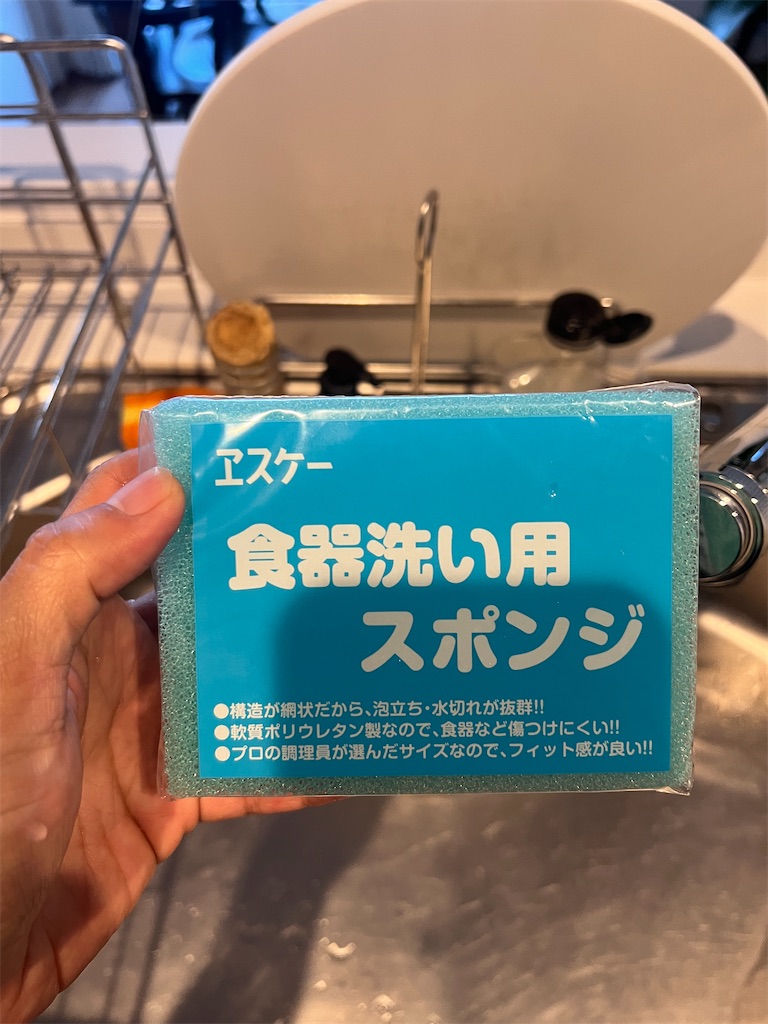 ヱスケー
食器洗い用
スポンジ
●構造が網状だから、泡立ち・水切れが抜群!!
●軟質ポリウレタン製なので、食器など傷つけにくい!!
●プロの調理員が選んだサイズなので、フィット感が良い!!